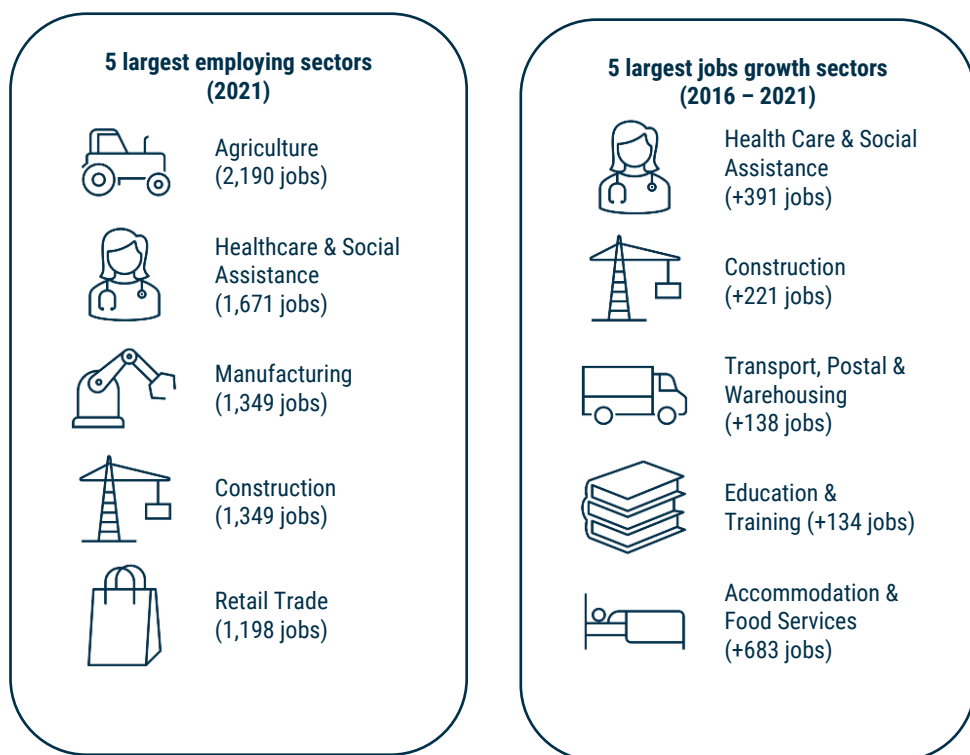 5 largest employing sectors
(2021)
Agriculture
(2,190 jobs)
Healthcare & Social
Assistance
(1,671 jobs)
Manufacturing
(1,349 jobs)
Construction
(1,349 jobs)
Retail Trade
(1,198 jobs)
5 largest jobs growth sectors
(2016 – 2021)
Health Care & Social
Assistance
(+391 jobs)
Construction
(+221 jobs)
Transport, Postal &
Warehousing
(+138 jobs)
Education &
Training (+134 jobs)
Accommodation &
Food Services
(+683 jobs)